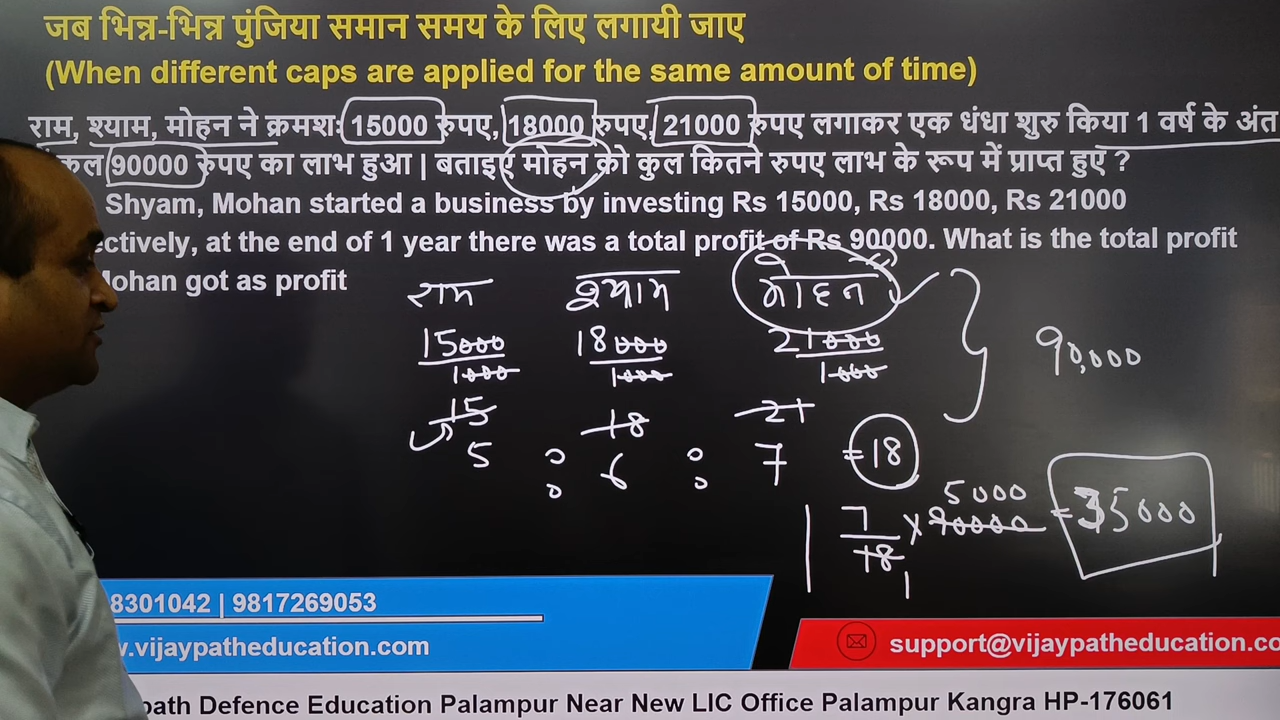 जब भिन्न-भिन्न पुंजिया समान समय के लिए लगायी जाए
(When different caps are applied for the same amount of time)
राम, श्याम, मोहन ने क्रमशः 15000 रुपए, 18000 रुपए, 21000 रुपए लगाकर एक धंधा शुरु किया 1 वर्ष के अंत
कुल 90000 रुपए का लाभ हुआ | बताइए मोहन को कुल कितने रुपए लाभ के रूप में प्राप्त हुए ?
Shyam, Mohan started a business by investing Rs 15000, Rs 18000, Rs 21000
ectively, at the end of 1 year there was a total profit of Rs 90000. What is the total profit
Mohan got as profit
राम श्याम मोहन
15000 18000 21000 90,000
1000 1000 1000
15 18 21
5 : 6 : 7 = 18
5000
7 × 90000 = 35000
18
1
8301042 | 9817269053
w.vijaypatheducation.com
support@vijaypatheducation.co
path Defence Education Palampur Near New LIC Office Palampur Kangra HP-176061